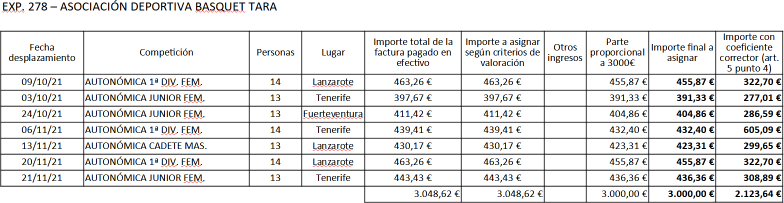 EXP. 278 – ASOCIACIÓN DEPORTIVA BASQUET TARA
Fecha desplazamiento | Competición | Personas | Lugar | Importe total de la factura pagado en efectivo | Importe a asignar según criterios de valoración | Otros ingresos | Parte proporcional a 3000€ | Importe final a asignar | Importe con coeficiente corrector (art. 5 punto 4)
09/10/21 | AUTONÓMICA 1ª DIV. FEM. | 14 | Lanzarote | 463,26 € | 463,26 € | | 455,87 € | 455,87 € | 322,70 €
03/10/21 | AUTONÓMICA JUNIOR FEM. | 13 | Tenerife | 397,67 € | 397,67 € | | 391,33 € | 391,33 € | 277,01 €
24/10/21 | AUTONÓMICA JUNIOR FEM. | 13 | Fuerteventura | 411,42 € | 411,42 € | | 404,86 € | 404,86 € | 286,59 €
06/11/21 | AUTONÓMICA 1ª DIV. FEM. | 14 | Tenerife | 439,41 € | 439,41 € | | 432,40 € | 432,40 € | 605,09 €
13/11/21 | AUTONÓMICA CADETE MAS. | 13 | Lanzarote | 430,17 € | 430,17 € | | 423,31 € | 423,31 € | 299,65 €
20/11/21 | AUTONÓMICA 1ª DIV. FEM. | 14 | Lanzarote | 463,26 € | 463,26 € | | 455,87 € | 455,87 € | 322,70 €
21/11/21 | AUTONÓMICA JUNIOR FEM. | 13 | Tenerife | 443,43 € | 443,43 € | | 436,36 € | 436,36 € | 308,89 €
3.048,62 € | 3.048,62 € | | 3.000,00 € | 3.000,00 € | 2.123,64 €